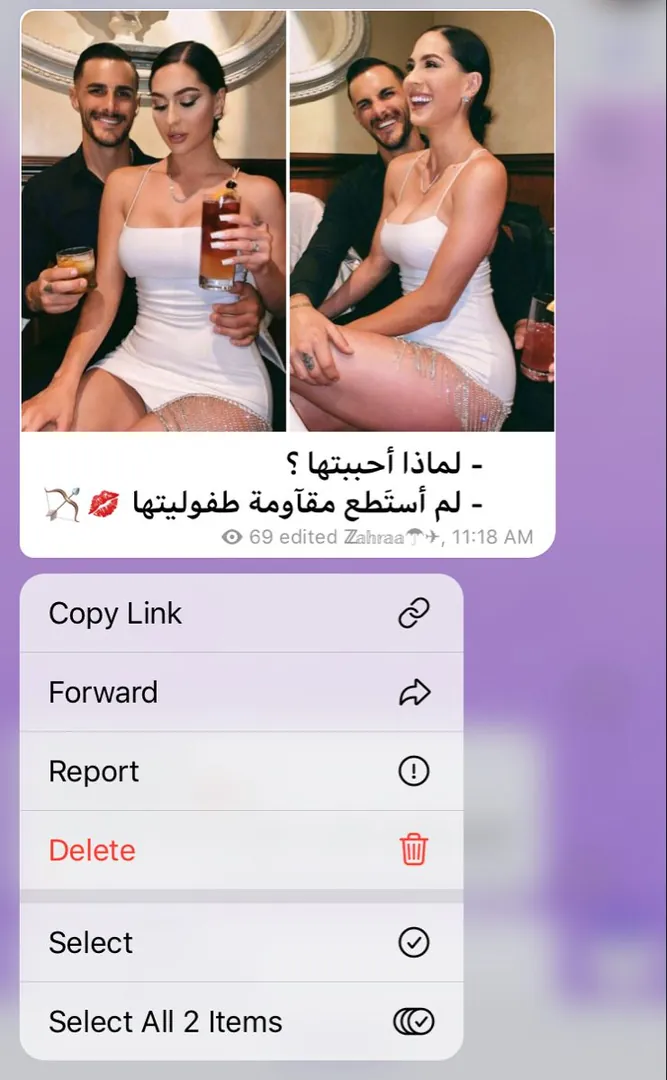 - لماذا أحببتها ؟
- لم أستَطع مقآومة طفوليتها 💋🏹
69 edited Zahraa☂✈, 11:18 AM
Copy Link
Forward
Report
Delete
Select
Select All 2 Items